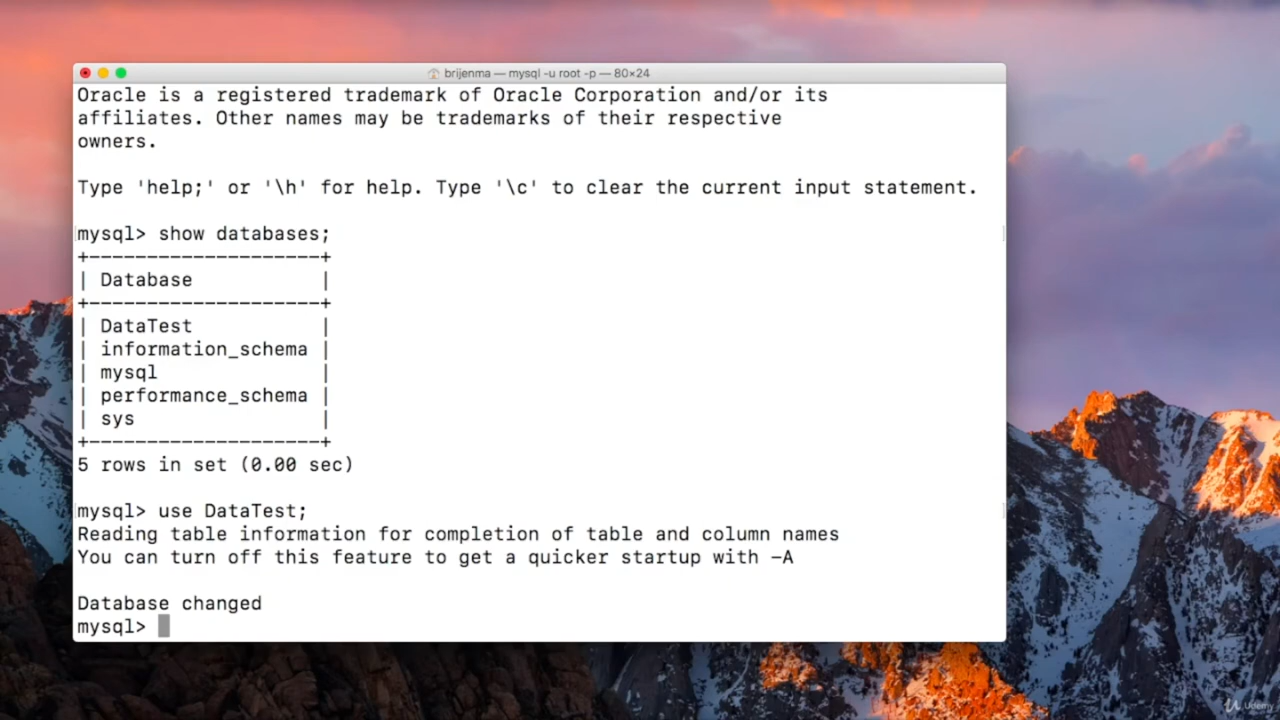 brijenma — mysql -u root -p — 80×24
Oracle is a registered trademark of Oracle Corporation and/or its
affiliates. Other names may be trademarks of their respective
owners.
Type 'help;' or '\h' for help. Type '\c' to clear the current input statement.
mysql> show databases;
+--------------------+
| Database           |
+--------------------+
| DataTest           |
| information_schema |
| mysql              |
| performance_schema |
| sys                |
+--------------------+
5 rows in set (0.00 sec)
mysql> use DataTest;
Reading table information for completion of table and column names
You can turn off this feature to get a quicker startup with -A
Database changed
mysql>
Udemy